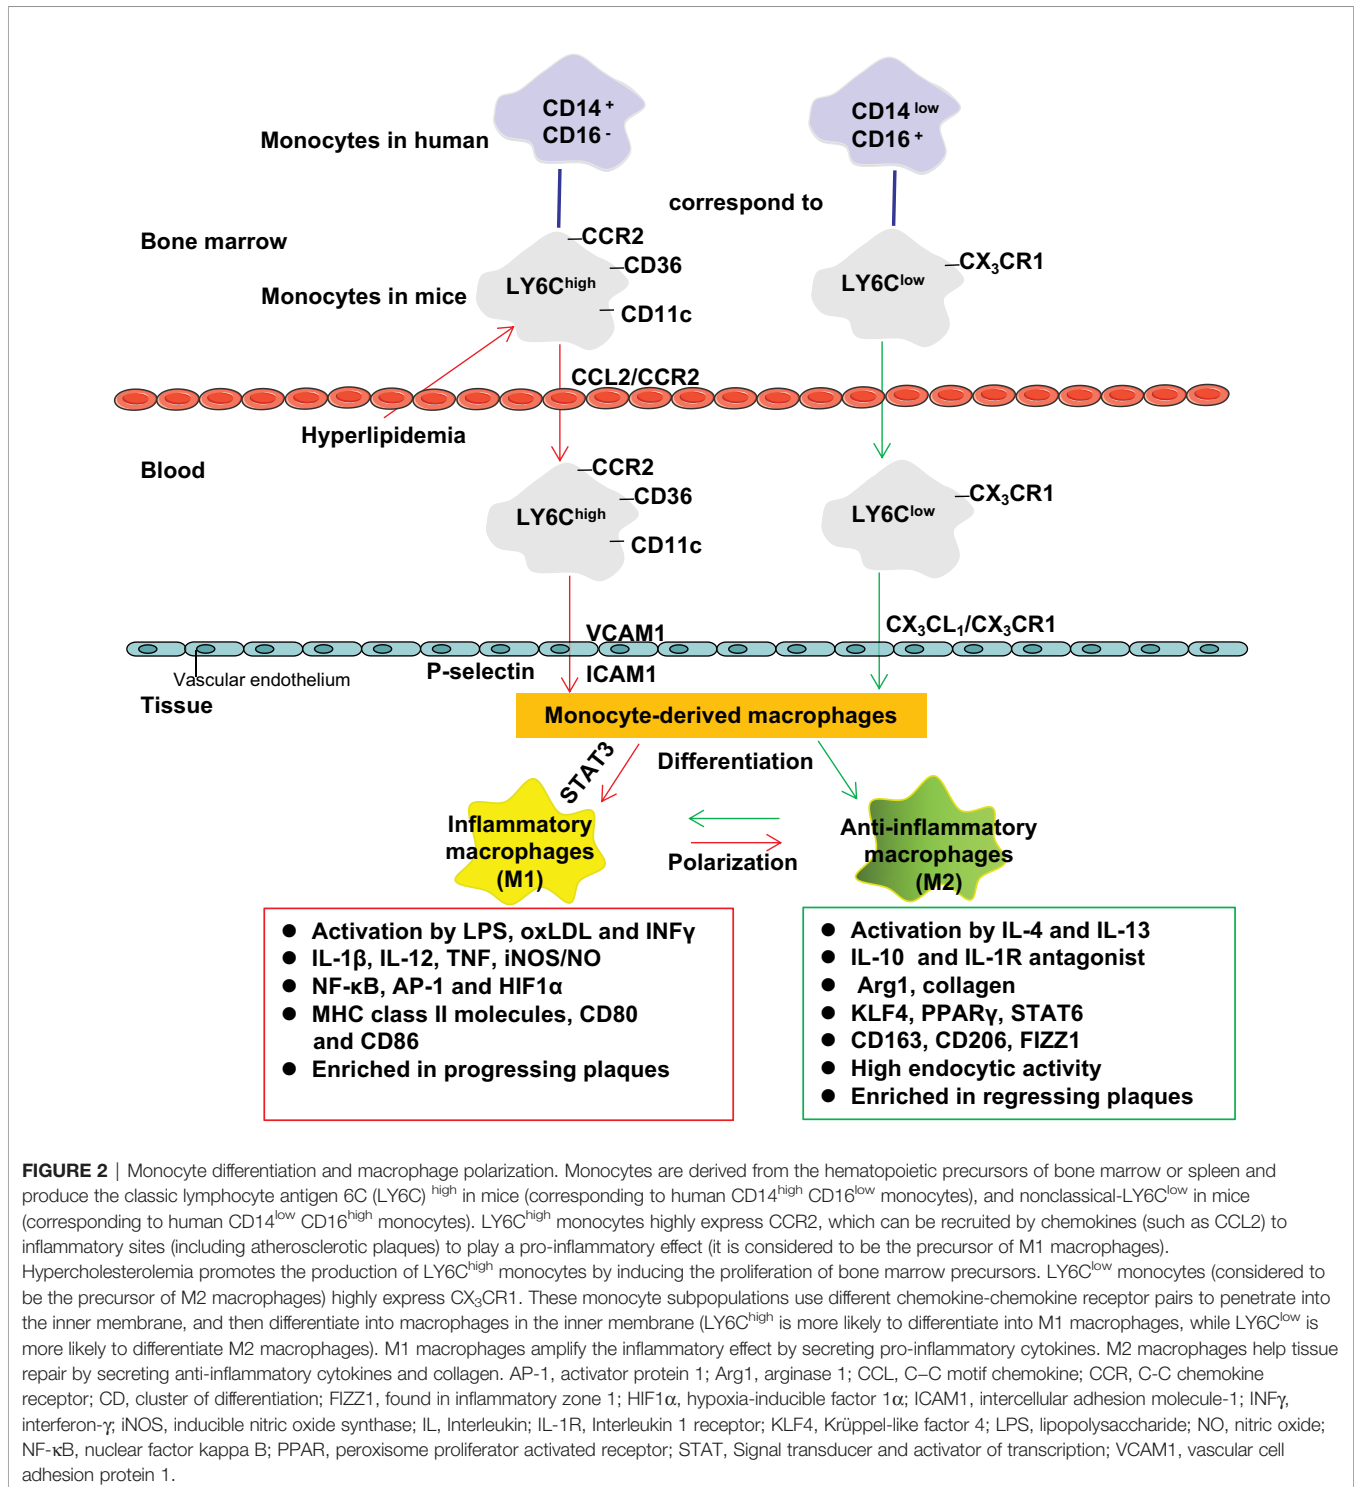 CD14 +
CD16 -
CD14 low
CD16 +
Monocytes in human
correspond to
Bone marrow
CCR2
CD36
CX3CR1
LY6Chigh
LY6Clow
Monocytes in mice
CD11c
CCL2/CCR2
Hyperlipidemia
Blood
CCR2
CD36
CX3CR1
LY6Chigh
LY6Clow
CD11c
VCAM1
CX3CL1/CX3CR1
P-selectin
ICAM1
Vascular endothelium
Tissue
Monocyte-derived macrophages
STAT3
Differentiation
Inflammatory
macrophages
(M1)
Polarization
Anti-inflammatory
macrophages
(M2)
● Activation by LPS, oxLDL and INFγ
● IL-1β, IL-12, TNF, iNOS/NO
● NF-κB, AP-1 and HIF1α
● MHC class II molecules, CD80
and CD86
● Enriched in progressing plaques
● Activation by IL-4 and IL-13
● IL-10 and IL-1R antagonist
● Arg1, collagen
● KLF4, PPARγ, STAT6
● CD163, CD206, FIZZ1
● High endocytic activity
● Enriched in regressing plaques
FIGURE 2 | Monocyte differentiation and macrophage polarization. Monocytes are derived from the hematopoietic precursors of bone marrow or spleen and
produce the classic lymphocyte antigen 6C (LY6C) high in mice (corresponding to human CD14high CD16low monocytes), and nonclassical-LY6Clow in mice
(corresponding to human CD14low CD16high monocytes). LY6Chigh monocytes highly express CCR2, which can be recruited by chemokines (such as CCL2) to
inflammatory sites (including atherosclerotic plaques) to play a pro-inflammatory effect (it is considered to be the precursor of M1 macrophages).
Hypercholesterolemia promotes the production of LY6Chigh monocytes by inducing the proliferation of bone marrow precursors. LY6Clow monocytes (considered to
be the precursor of M2 macrophages) highly express CX3CR1. These monocyte subpopulations use different chemokine-chemokine receptor pairs to penetrate into
the inner membrane, and then differentiate into macrophages in the inner membrane (LY6Chigh is more likely to differentiate into M1 macrophages, while LY6Clow is
more likely to differentiate M2 macrophages). M1 macrophages amplify the inflammatory effect by secreting pro-inflammatory cytokines. M2 macrophages help tissue
repair by secreting anti-inflammatory cytokines and collagen. AP-1, activator protein 1; Arg1, arginase 1; CCL, C–C motif chemokine; CCR, C-C chemokine
receptor; CD, cluster of differentiation; FIZZ1, found in inflammatory zone 1; HIF1α, hypoxia-inducible factor 1α; ICAM1, intercellular adhesion molecule-1; INFγ,
interferon-γ; iNOS, inducible nitric oxide synthase; IL, Interleukin; IL-1R, Interleukin 1 receptor; KLF4, Krüppel-like factor 4; LPS, lipopolysaccharide; NO, nitric oxide;
NF-κB, nuclear factor kappa B; PPAR, peroxisome proliferator activated receptor; STAT, Signal transducer and activator of transcription; VCAM1, vascular cell
adhesion protein 1.